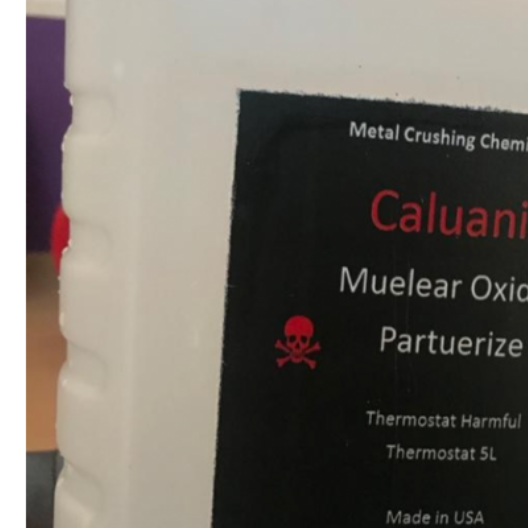 Metal Crushing Chemi
Caluani
Muelear Oxid
Partuerize
Thermostat Harmful
Thermostat 5L
Made in USA